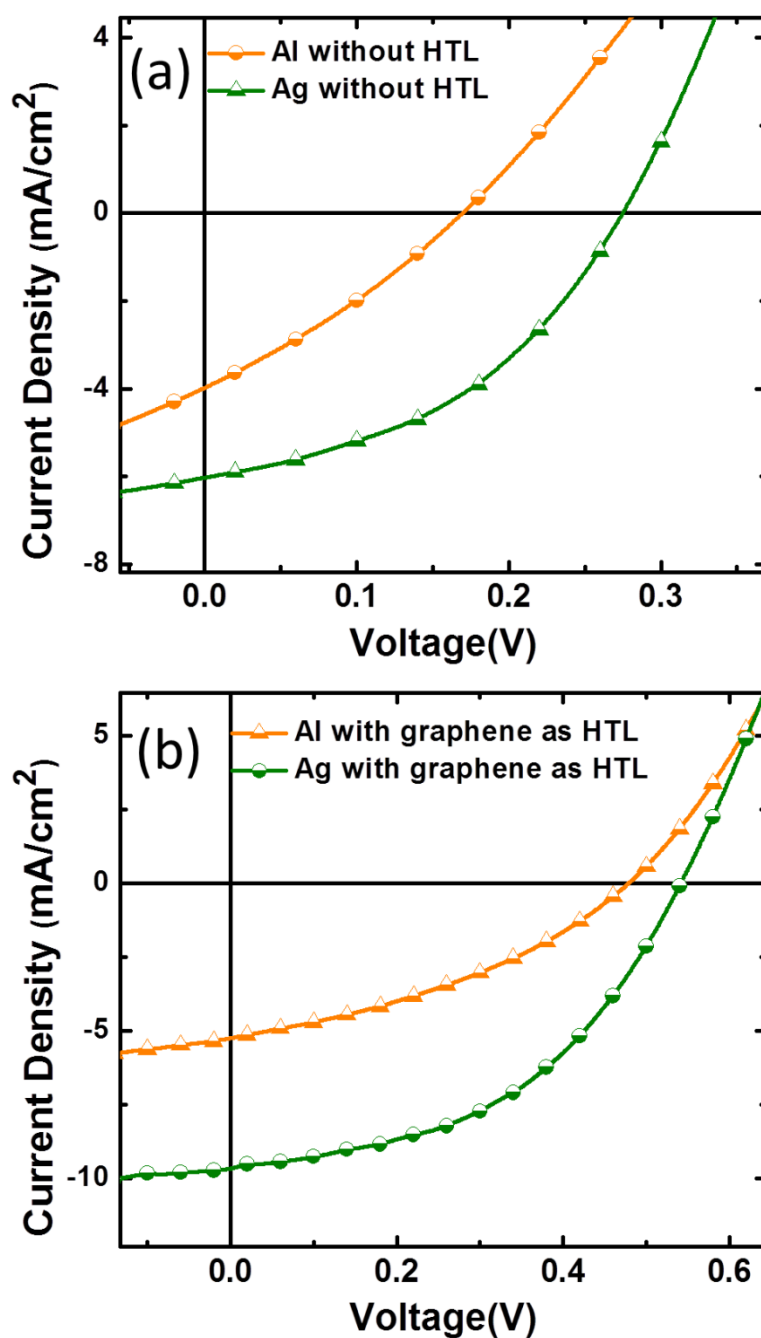 (a)
Al without HTL
Ag without HTL
4
0
-4
-8
Current Density (mA/cm²)
0.0 0.1 0.2 0.3
Voltage(V)
(b)
Al with graphene as HTL
Ag with graphene as HTL
5
0
-5
-10
Current Density (mA/cm²)
0.0 0.2 0.4 0.6
Voltage(V)